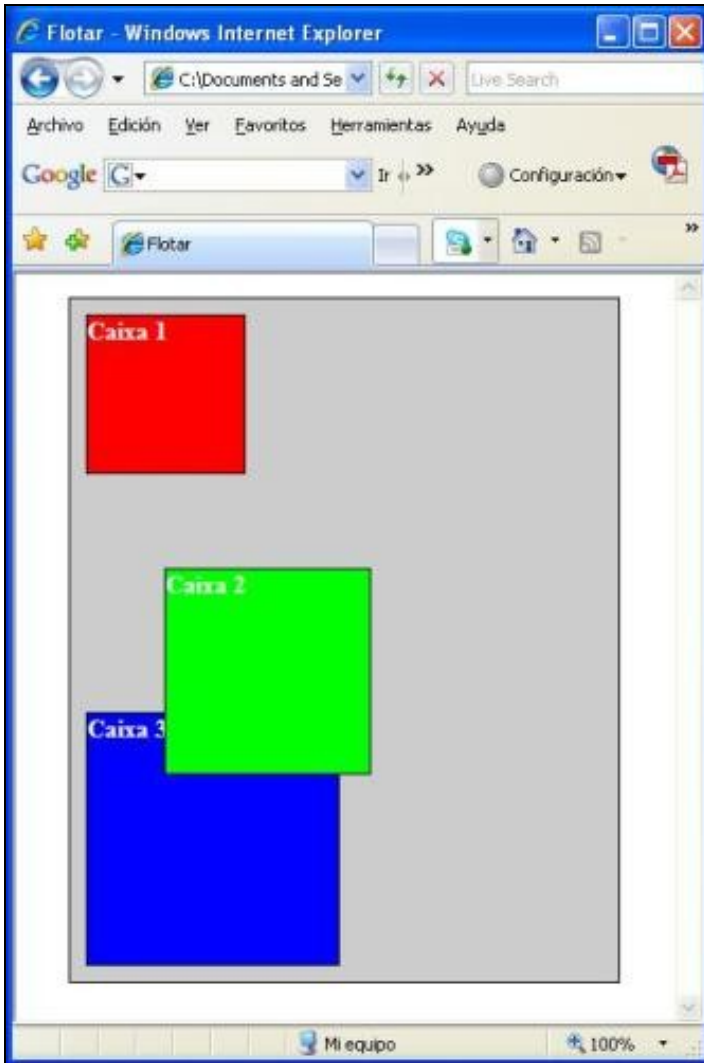 Flotar - Windows Internet Explorer
C:\Documents and Se
Live Search
Archivo Edición Ver Favoritos Herramientas Ayuda
Google G Ir » Configuración
Flotar »
Caixa 1
Caixa 2
Caixa 3
Mi equipo 100%